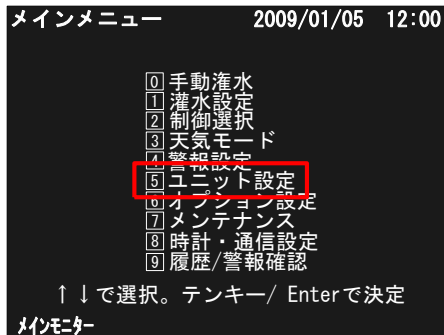 メインメニュー 2009/01/05 12:00
0 手動潅水
1 灌水設定
2 制御選択
3 天気モード
4 警報設定
5 ユニット設定
6 オプション設定
7 メンテナンス
8 時計・通信設定
9 履歴/警報確認
↑↓で選択。テンキー/ Enterで決定
メインモニター